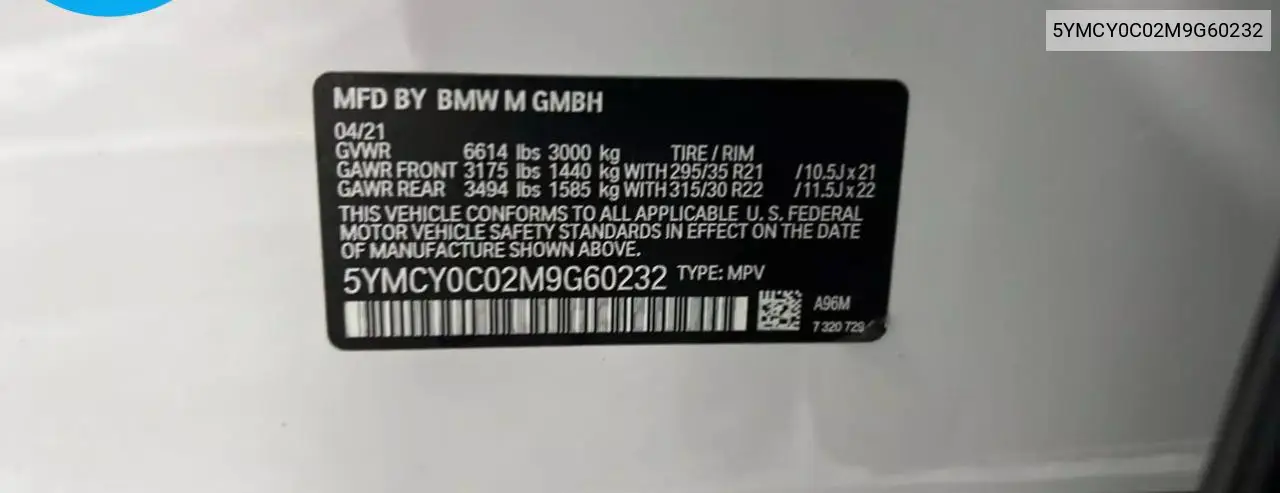 5YMCY0C02M9G60232
MFD BY BMW M GMBH
04/21
GVWR 6614 lbs 3000 kg TIRE / RIM
GAWR FRONT 3175 lbs 1440 kg WITH 295/35 R21 /10.5J x 21
GAWR REAR 3494 lbs 1585 kg WITH 315/30 R22 /11.5J x 22
THIS VEHICLE CONFORMS TO ALL APPLICABLE U. S. FEDERAL
MOTOR VEHICLE SAFETY STANDARDS IN EFFECT ON THE DATE
OF MANUFACTURE SHOWN ABOVE.
5YMCY0C02M9G60232 TYPE: MPV
A96M
7 320 729